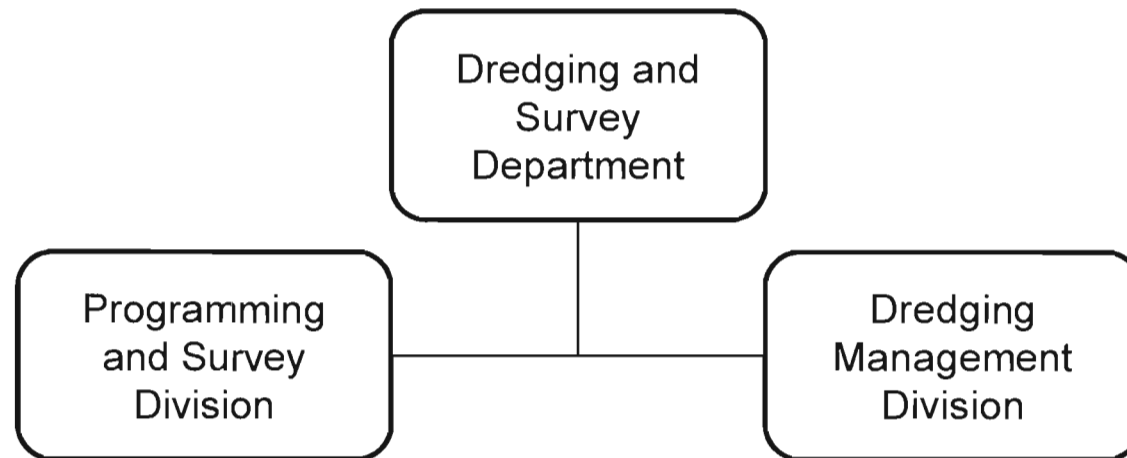 Dredging and
Survey
Department
Programming
and Survey
Division
Dredging
Management
Division